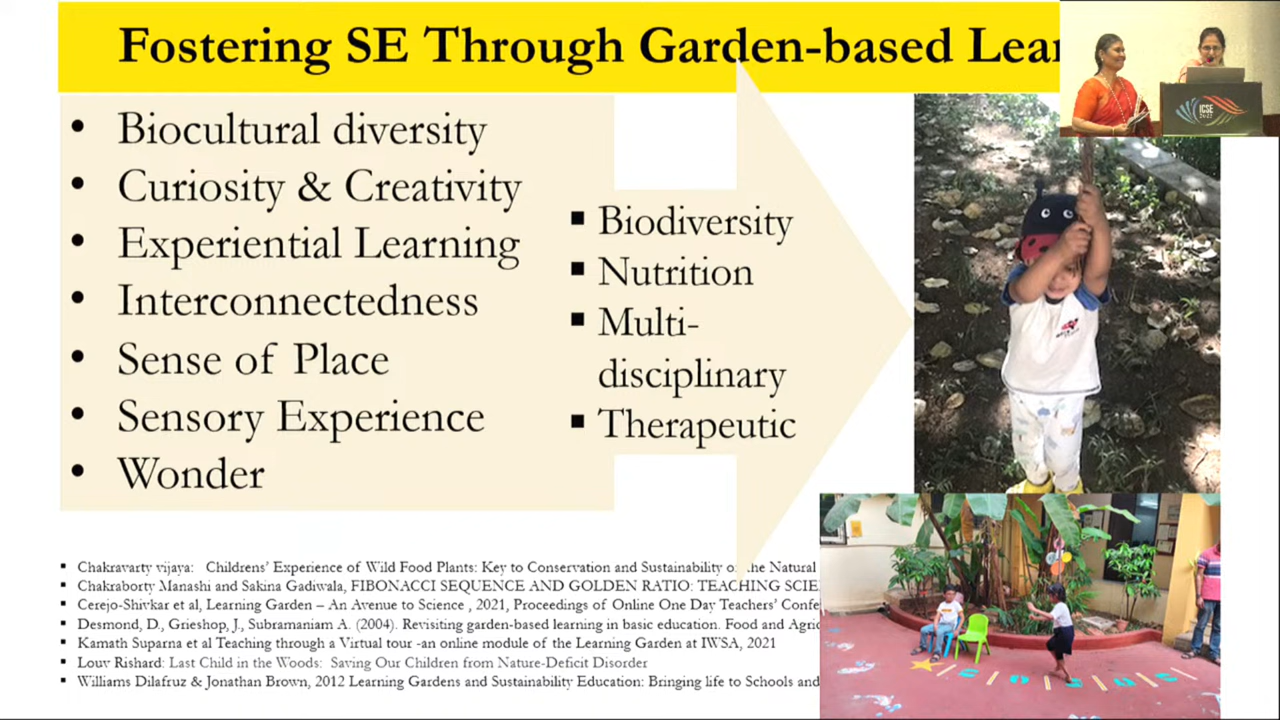 Fostering SE Through Garden-based Lear
• Biocultural diversity
• Curiosity & Creativity
• Experiential Learning
• Interconnectedness
• Sense of Place
• Sensory Experience
• Wonder
▪ Biodiversity
▪ Nutrition
▪ Multi-
disciplinary
▪ Therapeutic
ICSE
▪ Chakravarty vijaya: Childrens' Experience of Wild Food Plants: Key to Conservation and Sustainability of the Natural
▪ Chakraborty Manashi and Sakina Gadiwala, FIBONACCI SEQUENCE AND GOLDEN RATIO: TEACHING SCIE
▪ Cerejo-Shivkar et al, Learning Garden – An Avenue to Science , 2021, Proceedings of Online One Day Teachers' Confe
▪ Desmond, D., Grieshop, J., Subramaniam A. (2004). Revisiting garden-based learning in basic education. Food and Agric
▪ Kamath Suparna et al Teaching through a Virtual tour -an online module of the Learning Garden at IWSA, 2021
▪ Louv Rishard: Last Child in the Woods: Saving Our Children from Nature-Deficit Disorder
▪ Williams Dilafruz & Jonathan Brown, 2012 Learning Gardens and Sustainability Education: Bringing life to Schools and